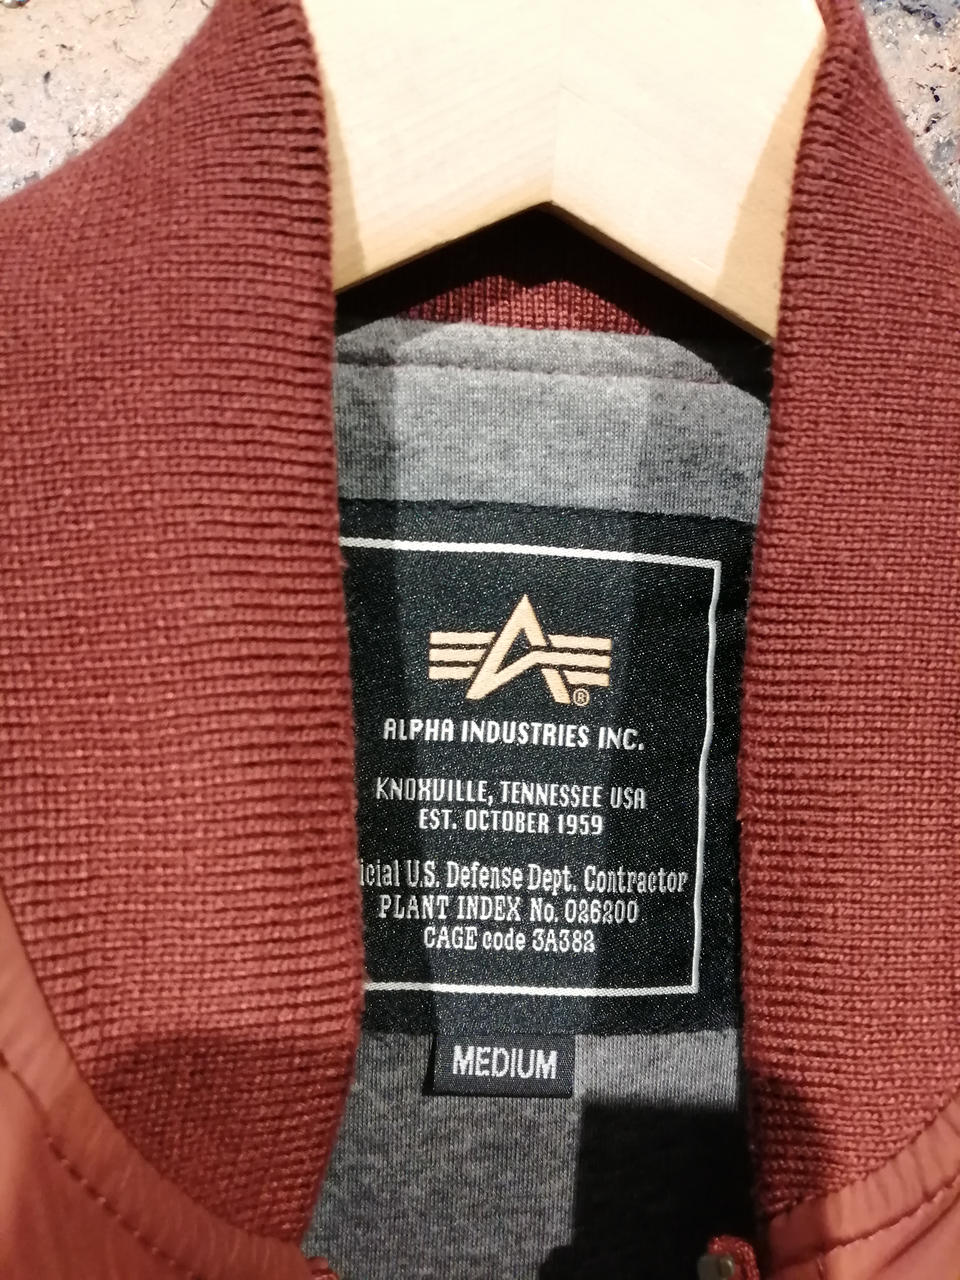 ®
ALPHA INDUSTRIES INC.
KNOXVILLE, TENNESSEE USA
EST. OCTOBER 1959
icial U.S. Defense Dept. Contractor
PLANT INDEX No. 026200
CAGE code 3A382
MEDIUM